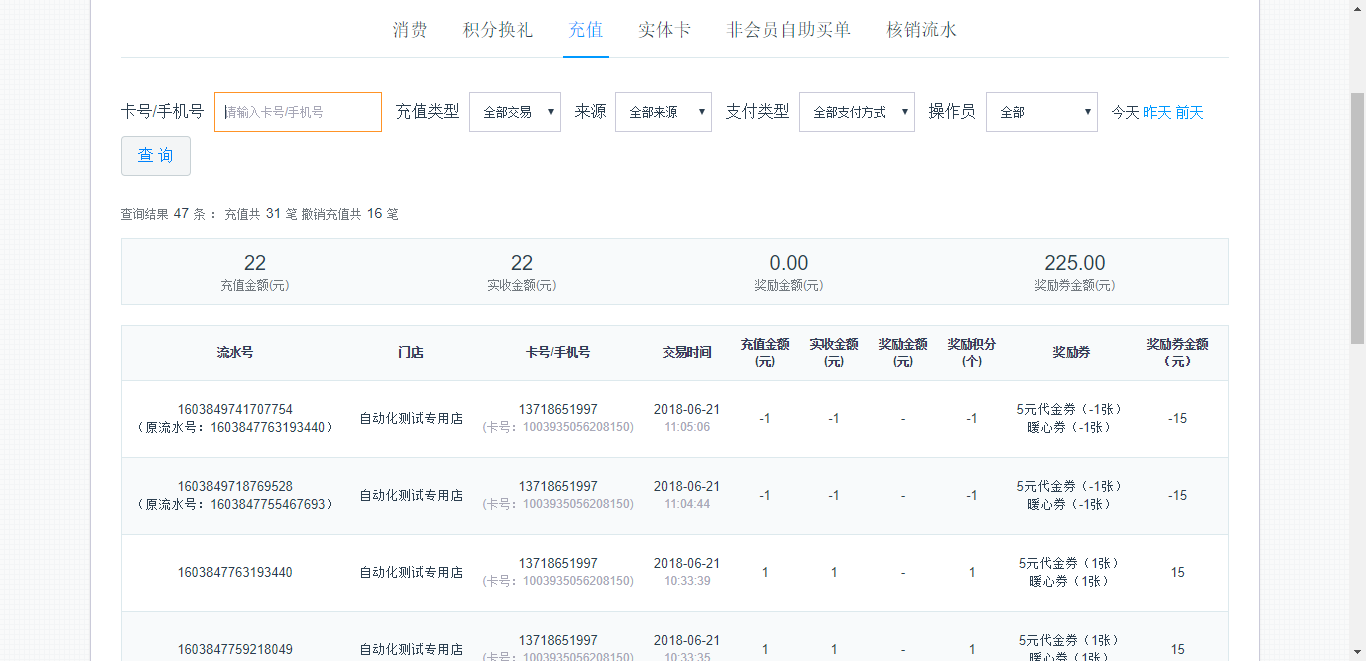 消费 积分换礼 充值 实体卡 非会员自助买单 核销流水
卡号/手机号 请输入卡号/手机号 充值类型 全部交易 来源 全部来源 支付类型 全部支付方式 操作员 全部 今天 昨天 前天
查 询
查询结果 47 条 ： 充值共 31 笔 撤销充值共 16 笔
22 22 0.00 225.00
充值金额(元) 实收金额(元) 奖励金额(元) 奖励券金额(元)
流水号 门店 卡号/手机号 交易时间 充值金额(元) 实收金额(元) 奖励金额(元) 奖励积分(个) 奖励券 奖励券金额（元）
1603849741707754 13718651997 2018-06-21 5元代金券（-1张）
（原流水号：1603847763193440） 自动化测试专用店 (卡号：1003935056208150) 11:05:06 -1 -1 - -1 暖心券（-1张） -15
1603849718769528 13718651997 2018-06-21 5元代金券（-1张）
（原流水号：1603847755467693） 自动化测试专用店 (卡号：1003935056208150) 11:04:44 -1 -1 - -1 暖心券（-1张） -15
13718651997 2018-06-21 5元代金券（1张）
1603847763193440 自动化测试专用店 (卡号：1003935056208150) 10:33:39 1 1 - 1 暖心券（1张） 15
13718651997 2018-06-21 5元代金券（1张）
1603847759218049 自动化测试专用店 (卡号：1003935056208150) 10:33:35 1 1 - 1 暖心券（1张） 15